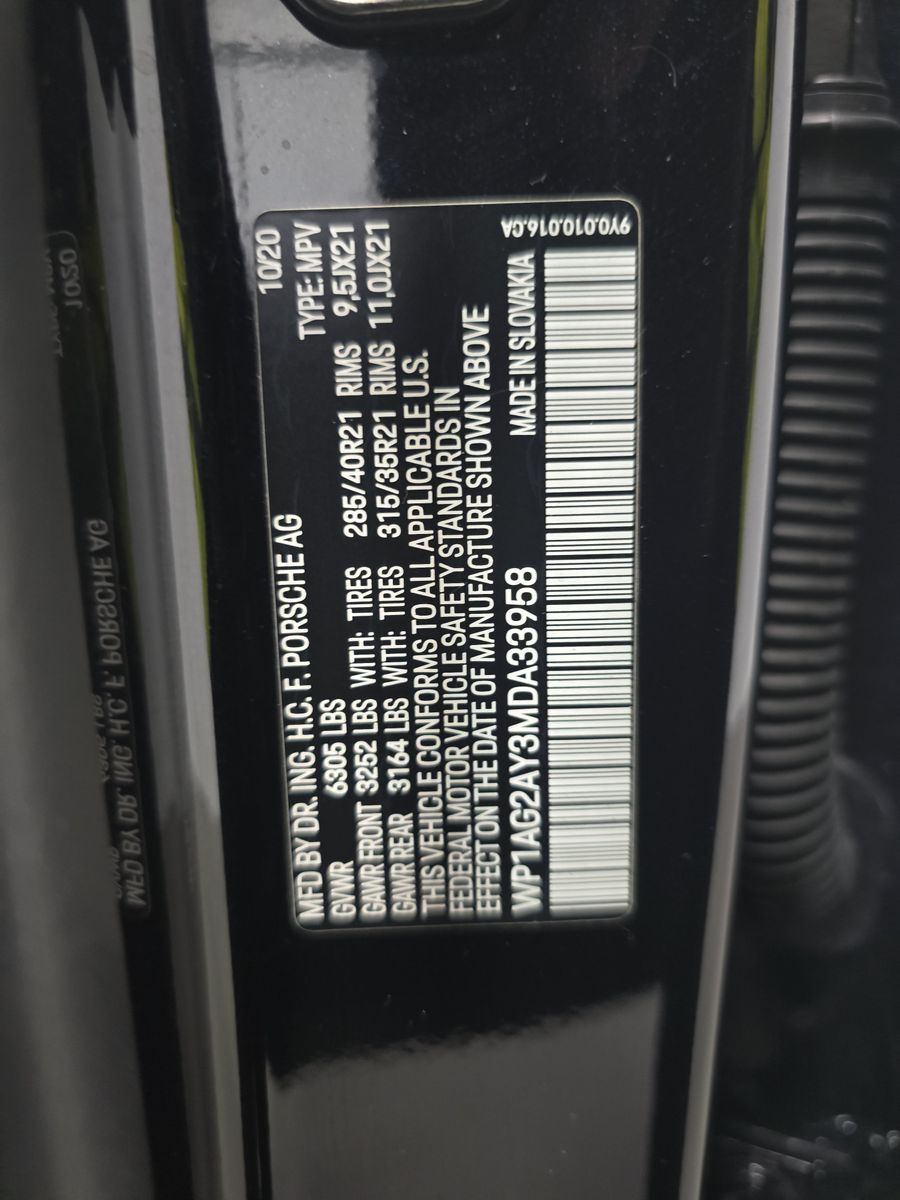 MFD BY DR. ING. H.C. F. PORSCHE AG 10/20
GVWR 6305 LBS TYPE: MPV
GAWR FRONT 3252 LBS WITH: TIRES 285/40R21 RIMS 9,5JX21
GAWR REAR 3164 LBS WITH: TIRES 315/35R21 RIMS 11,0JX21
THIS VEHICLE CONFORMS TO ALL APPLICABLE U.S.
FEDERAL MOTOR VEHICLE SAFETY STANDARDS IN
EFFECT ON THE DATE OF MANUFACTURE SHOWN ABOVE
WP1AG2AY3MDA33958 MADE IN SLOVAKIA
9Y0.010.016.CA